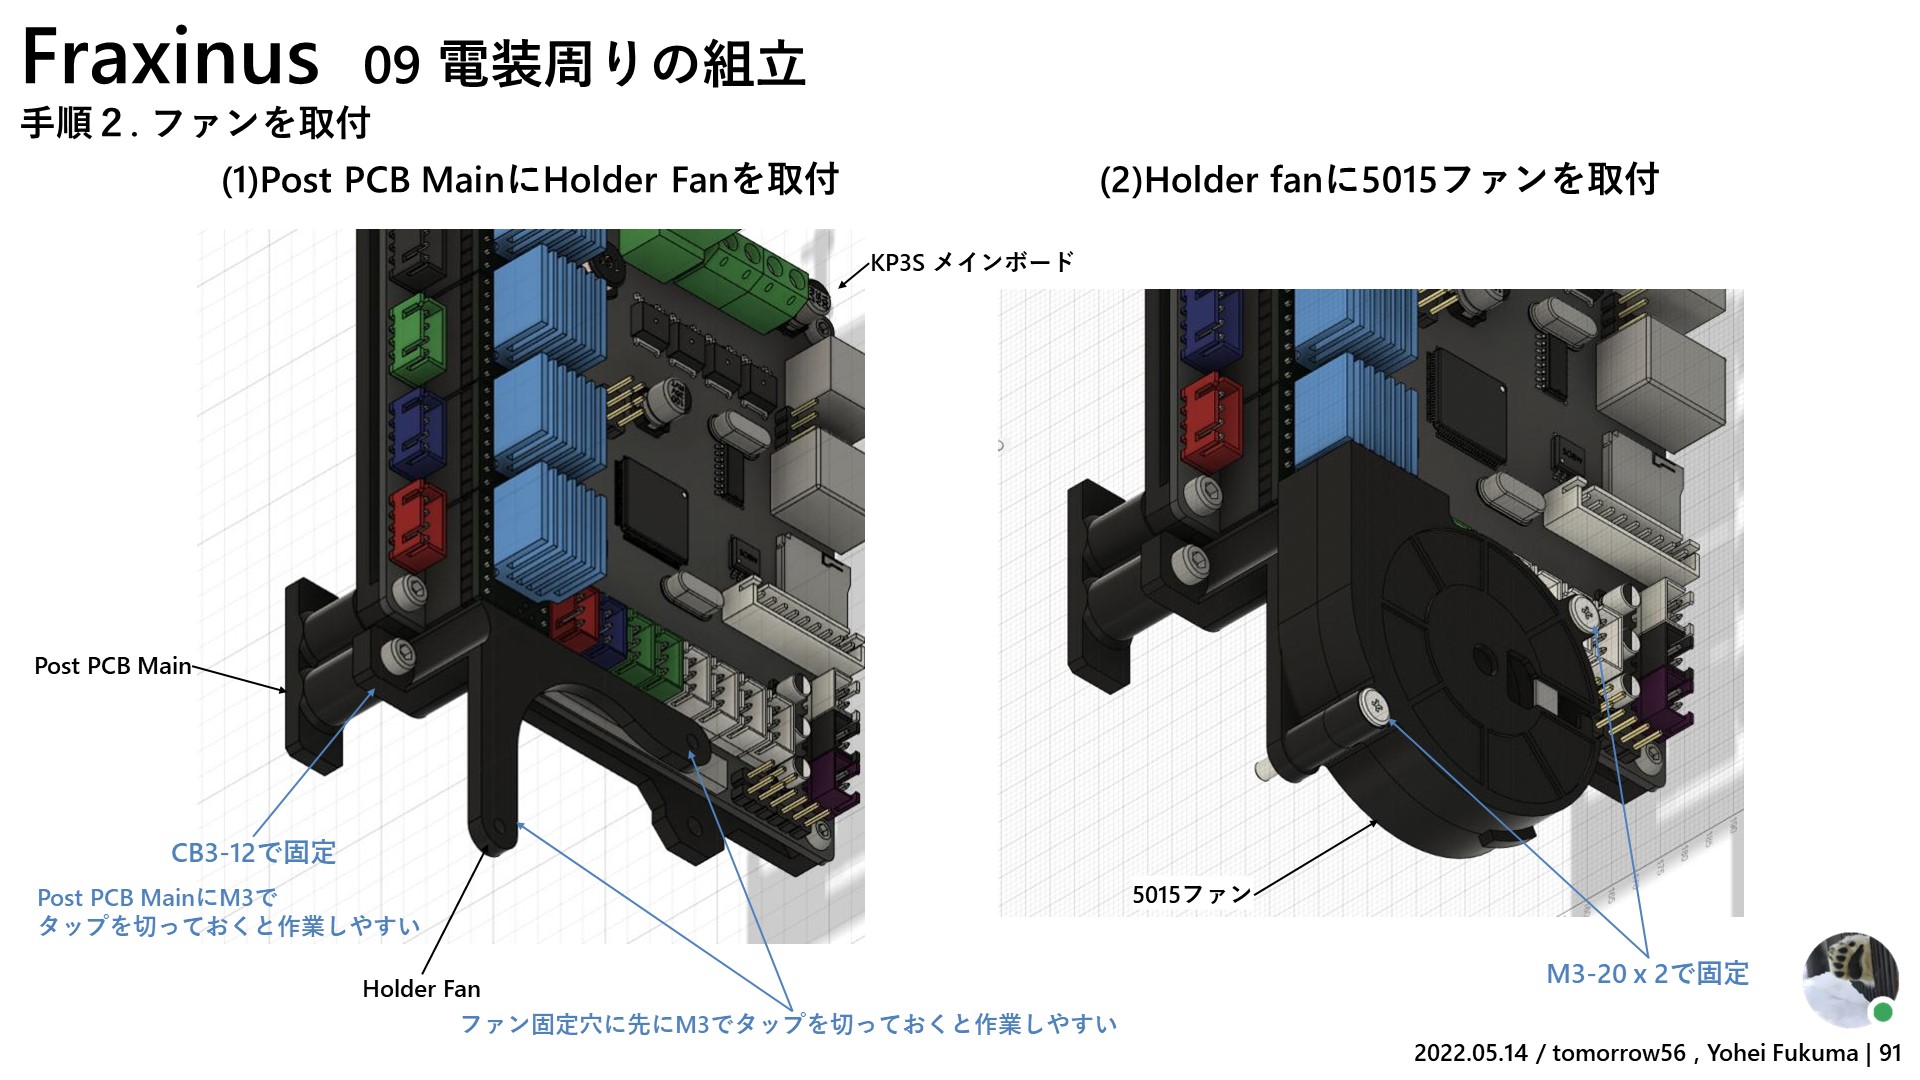 Fraxinus 09 電装周りの組立
手順２. ファンを取付
(1)Post PCB MainにHolder Fanを取付
(2)Holder fanに5015ファンを取付
KP3S メインボード
Post PCB Main
CB3-12で固定
Post PCB MainにM3で
タップを切っておくと作業しやすい
Holder Fan
ファン固定穴に先にM3でタップを切っておくと作業しやすい
5015ファン
M3-20 x 2で固定
2022.05.14 / tomorrow56 , Yohei Fukuma | 91